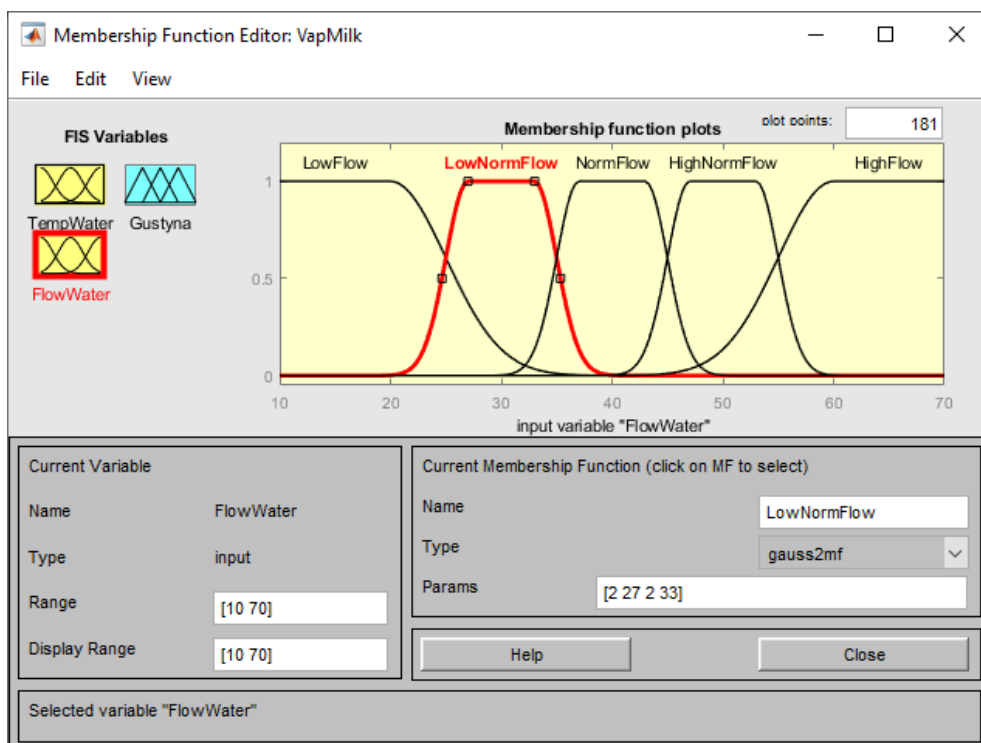 Membership Function Editor: VapMilk
File Edit View
FIS Variables
TempWater Gustyna
FlowWater
Membership function plots
plot points: 181
LowFlow LowNormFlow NormFlow HighNormFlow HighFlow
1
0.5
0
10 20 30 40 50 60 70
input variable "FlowWater"
Current Variable
Name FlowWater
Type input
Range [10 70]
Display Range [10 70]
Current Membership Function (click on MF to select)
Name LowNormFlow
Type gauss2mf
Params [2 27 2 33]
Help Close
Selected variable "FlowWater"